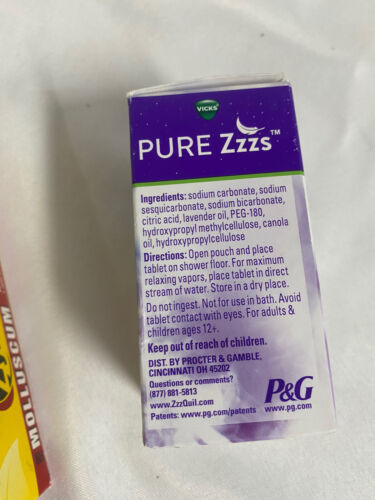 VICKS
PURE Zzzs™
Ingredients: sodium carbonate, sodium
sesquicarbonate, sodium bicarbonate,
citric acid, lavender oil, PEG-180,
hydroxypropyl methylcellulose, canola
oil, hydroxypropylcellulose
Directions: Open pouch and place
tablet on shower floor. For maximum
relaxing vapors, place tablet in direct
stream of water. Store in a dry place.
Do not ingest. Not for use in bath. Avoid
tablet contact with eyes. For adults &
children ages 12+.
Keep out of reach of children.
DIST. BY PROCTER & GAMBLE,
CINCINNATI OH 45202
Questions or comments?
(877) 881-5813
www.ZzzQuil.com
Patents: www.pg.com/patents
P&G
www.pg.com
MOLLUSCUM